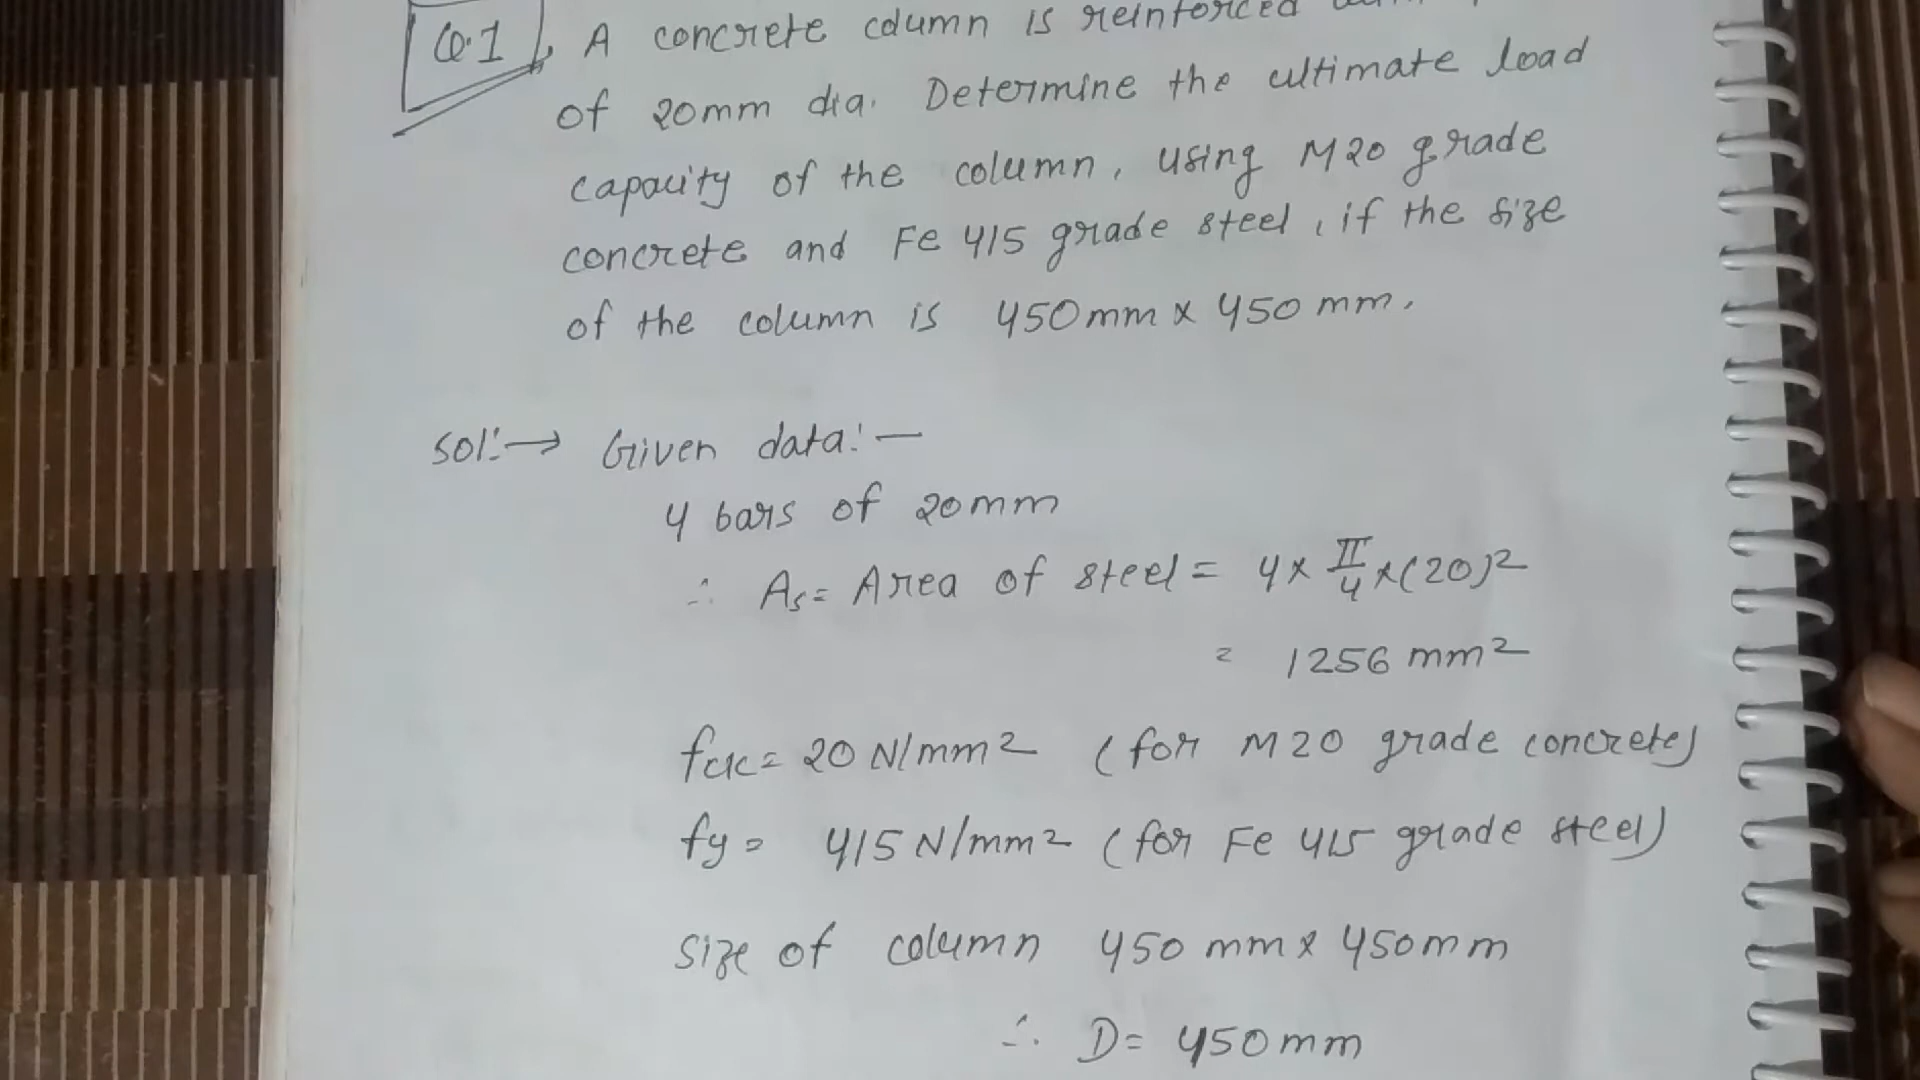 Q.1 A concrete column is reinforced
of 20mm dia. Determine the ultimate load
capacity of the column, using M20 grade
concrete and Fe 415 grade steel, if the size
of the column is 450mm x 450mm.
Sol:→ Given data:—
4 bars of 20mm
∴ As = Area of steel = 4 x π/4 x (20)²
= 1256 mm²
fck = 20 N/mm² (for M20 grade concrete)
fy = 415 N/mm² (for Fe 415 grade steel)
size of column 450 mm x 450mm
∴ D = 450mm